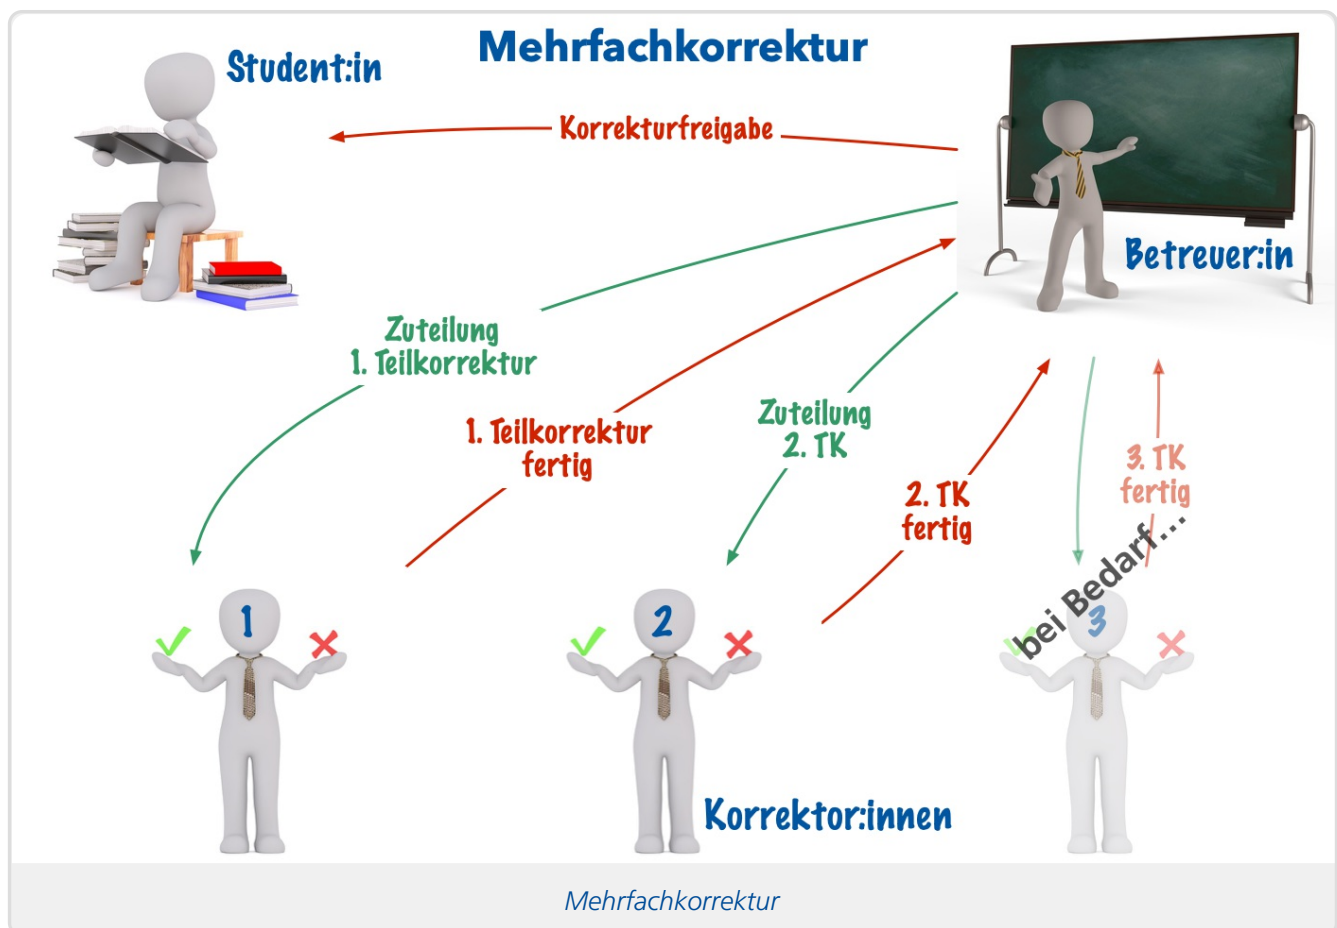 Mehrfachkorrektur
Student:in
Korrekturfreigabe
Betreuer:in
Zuteilung
1. Teilkorrektur
1. Teilkorrektur
fertig
Zuteilung
2. TK
2. TK
fertig
3. TK
fertig
bei Bedarf...
1
2
3
Korrektor:innen
Mehrfachkorrektur